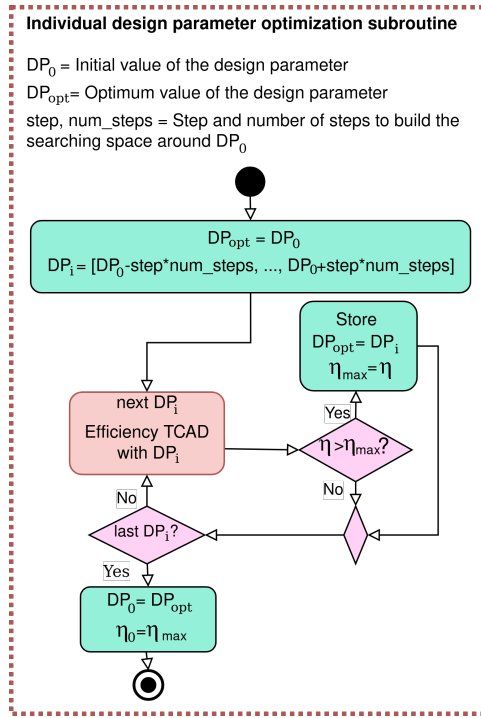 Individual design parameter optimization subroutine
DP₀ = Initial value of the design parameter
DPₒₚₜ= Optimum value of the design parameter
step, num_steps = Step and number of steps to build the
searching space around DP₀
DPₒₚₜ = DP₀
DPᵢ = [DP₀-step*num_steps, ..., DP₀+step*num_steps]
Store
DPₒₚₜ= DPᵢ
ηₘₐₓ=η
next DPᵢ
Efficiency TCAD
with DPᵢ
Yes
η>ηₘₐₓ?
No
No
last DPᵢ?
Yes
DP₀= DPₒₚₜ
η₀=ηₘₐₓ